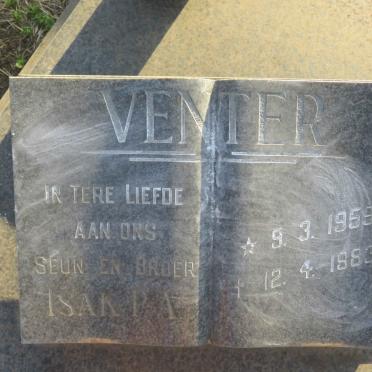 VENTER
IN TERE LIEFDE
AAN ONS
SEUN EN BROER
ISAK P.A.
9. 3. 1955
12. 4. 1983